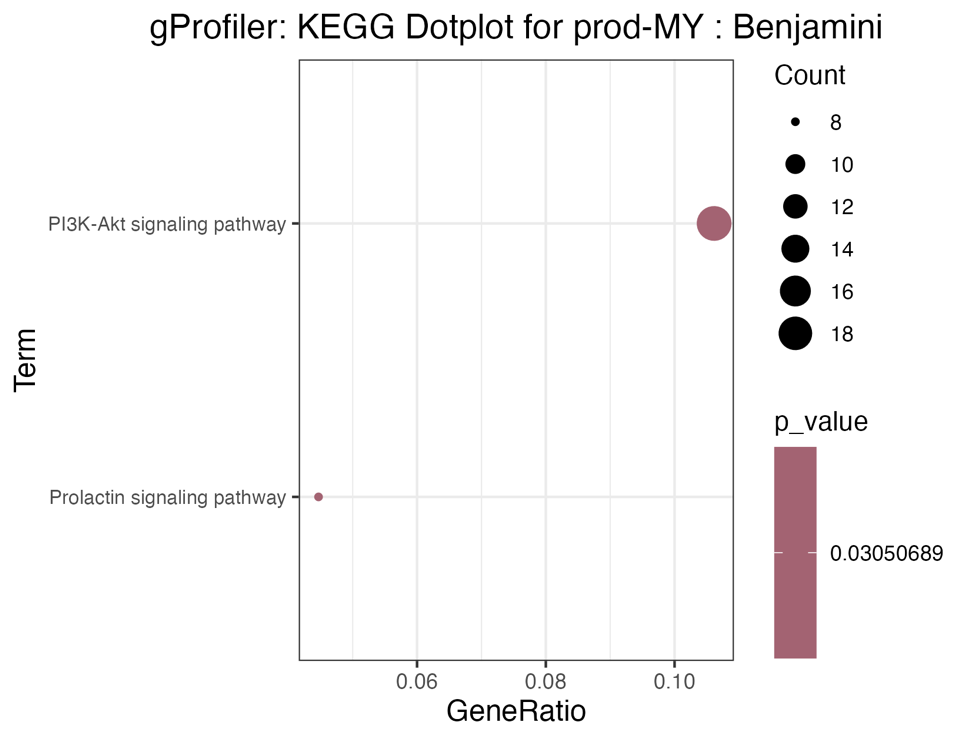 gProfiler: KEGG Dotplot for prod-MY : Benjamini
Term
PI3K-Akt signaling pathway
Prolactin signaling pathway
0.06 0.08 0.10
GeneRatio
Count
8
10
12
14
16
18
p_value
0.03050689